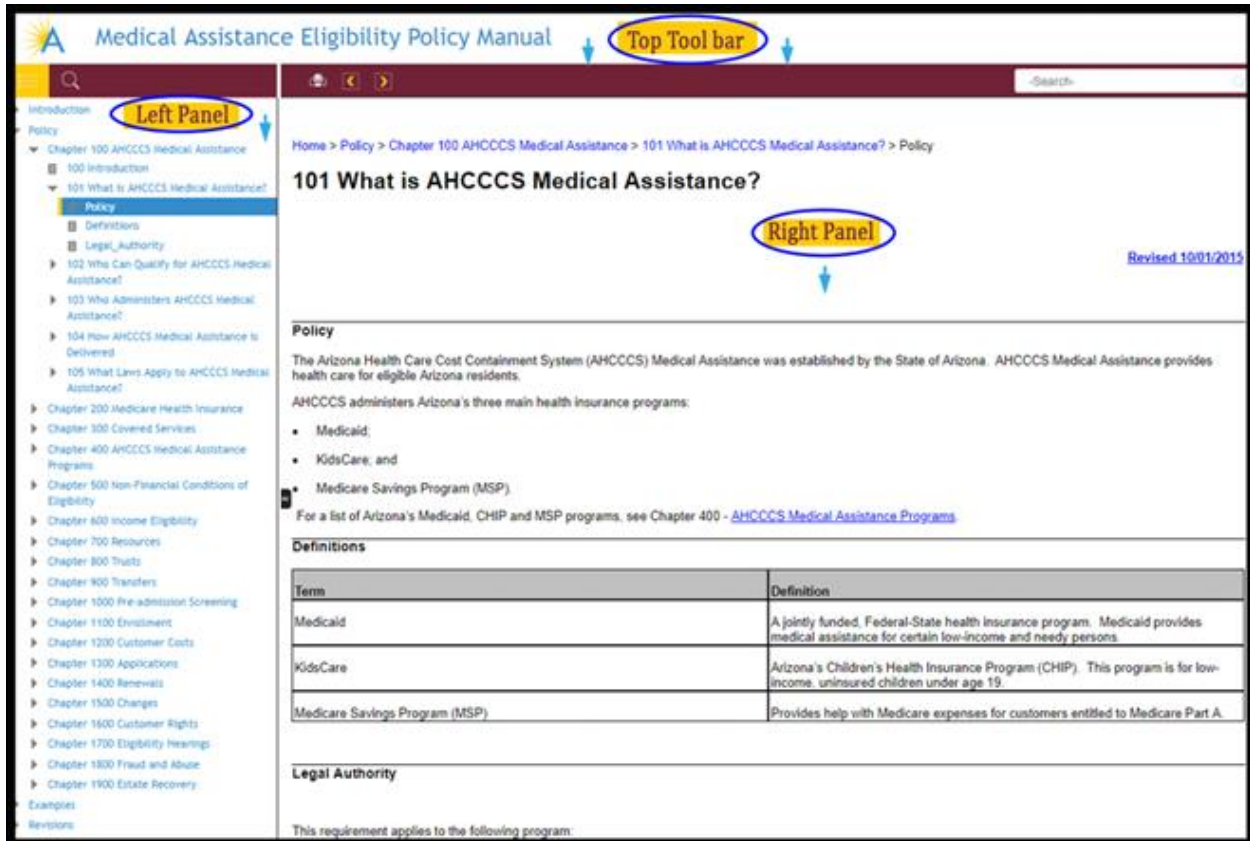 Medical Assistance Eligibility Policy Manual
Top Tool bar
-Search-
Left Panel
Introduction
Policy
Chapter 100 AHCCCS Medical Assistance
100 Introduction
101 What is AHCCCS Medical Assistance?
Policy
Definitions
Legal_Authority
102 Who Can Qualify for AHCCCS Medical
Assistance?
103 Who Administers AHCCCS Medical
Assistance?
104 How AHCCCS Medical Assistance is
Delivered
105 What Laws Apply to AHCCCS Medical
Assistance?
Chapter 200 Medicare Health Insurance
Chapter 300 Covered Services
Chapter 400 AHCCCS Medical Assistance
Programs
Chapter 500 Non-Financial Conditions of
Eligibility
Chapter 600 Income Eligibility
Chapter 700 Resources
Chapter 800 Trusts
Chapter 900 Transfers
Chapter 1000 Pre-admission Screening
Chapter 1100 Enrollment
Chapter 1200 Customer Costs
Chapter 1300 Applications
Chapter 1400 Renewals
Chapter 1500 Changes
Chapter 1600 Customer Rights
Chapter 1700 Eligibility Hearings
Chapter 1800 Fraud and Abuse
Chapter 1900 Estate Recovery
Examples
Revisions
Home > Policy > Chapter 100 AHCCCS Medical Assistance > 101 What is AHCCCS Medical Assistance? > Policy
101 What is AHCCCS Medical Assistance?
Right Panel
Revised 10/01/2015
Policy
The Arizona Health Care Cost Containment System (AHCCCS) Medical Assistance was established by the State of Arizona. AHCCCS Medical Assistance provides
health care for eligible Arizona residents.
AHCCCS administers Arizona's three main health insurance programs:
• Medicaid;
• KidsCare; and
• Medicare Savings Program (MSP).
For a list of Arizona's Medicaid, CHIP and MSP programs, see Chapter 400 - AHCCCS Medical Assistance Programs.
Definitions
Term Definition
Medicaid A jointly funded, Federal-State health insurance program. Medicaid provides
medical assistance for certain low-income and needy persons.
KidsCare Arizona's Children's Health Insurance Program (CHIP). This program is for low-
income, uninsured children under age 19.
Medicare Savings Program (MSP) Provides help with Medicare expenses for customers entitled to Medicare Part A.
Legal Authority
This requirement applies to the following program: